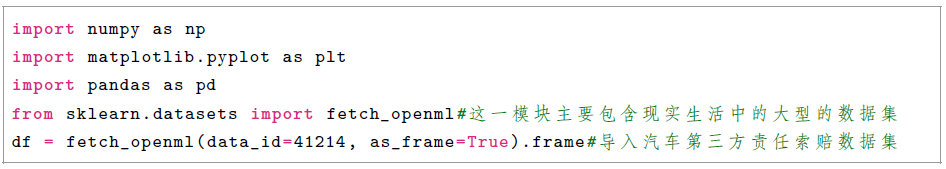 import numpy as np
import matplotlib.pyplot as plt
import pandas as pd
from sklearn.datasets import fetch_openml#这一模块主要包含现实生活中的大型的数据集
df = fetch_openml(data_id=41214, as_frame=True).frame#导入汽车第三方责任索赔数据集